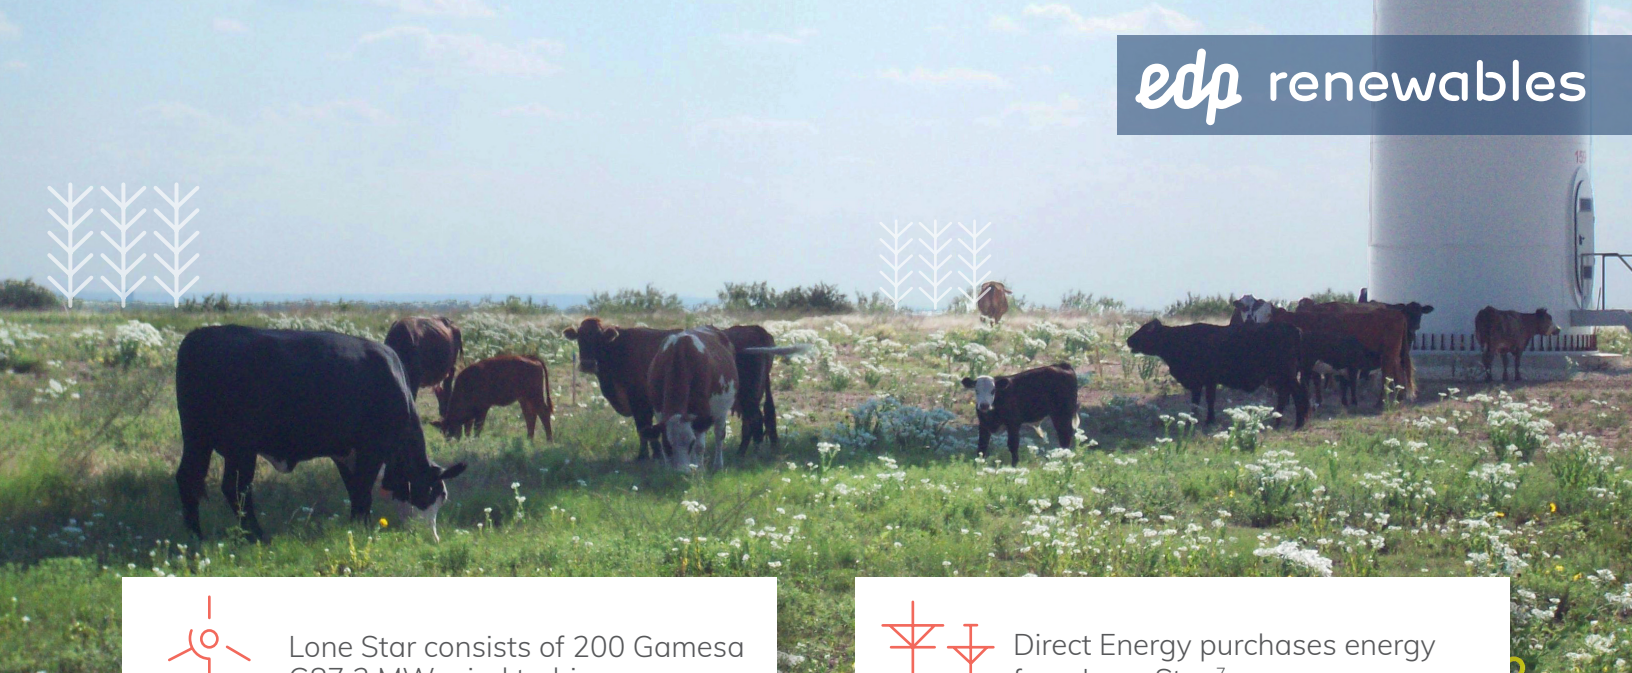 edp renewables
Lone Star consists of 200 Gamesa
Direct Energy purchases energy